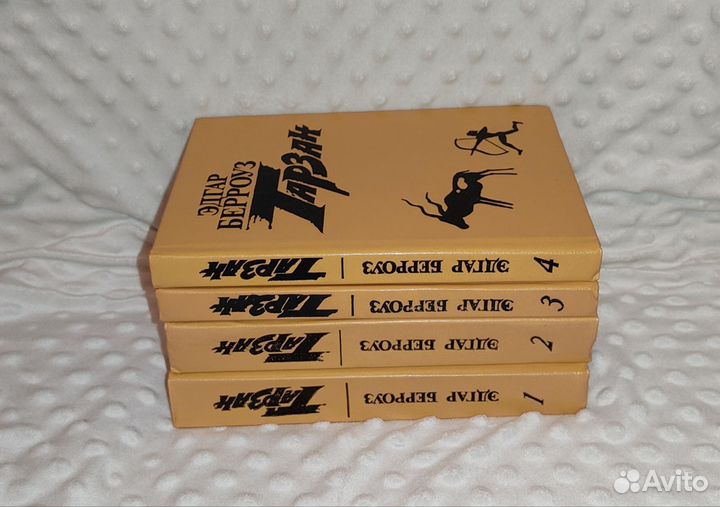 ЭДГАР
БЕРРОУЗ
Тарзан
Тарзан | ЭДГАР БЕРРОУЗ 4
Тарзан | ЭДГАР БЕРРОУЗ 3
Тарзан | ЭДГАР БЕРРОУЗ 2
Тарзан | ЭДГАР БЕРРОУЗ 1
Avito